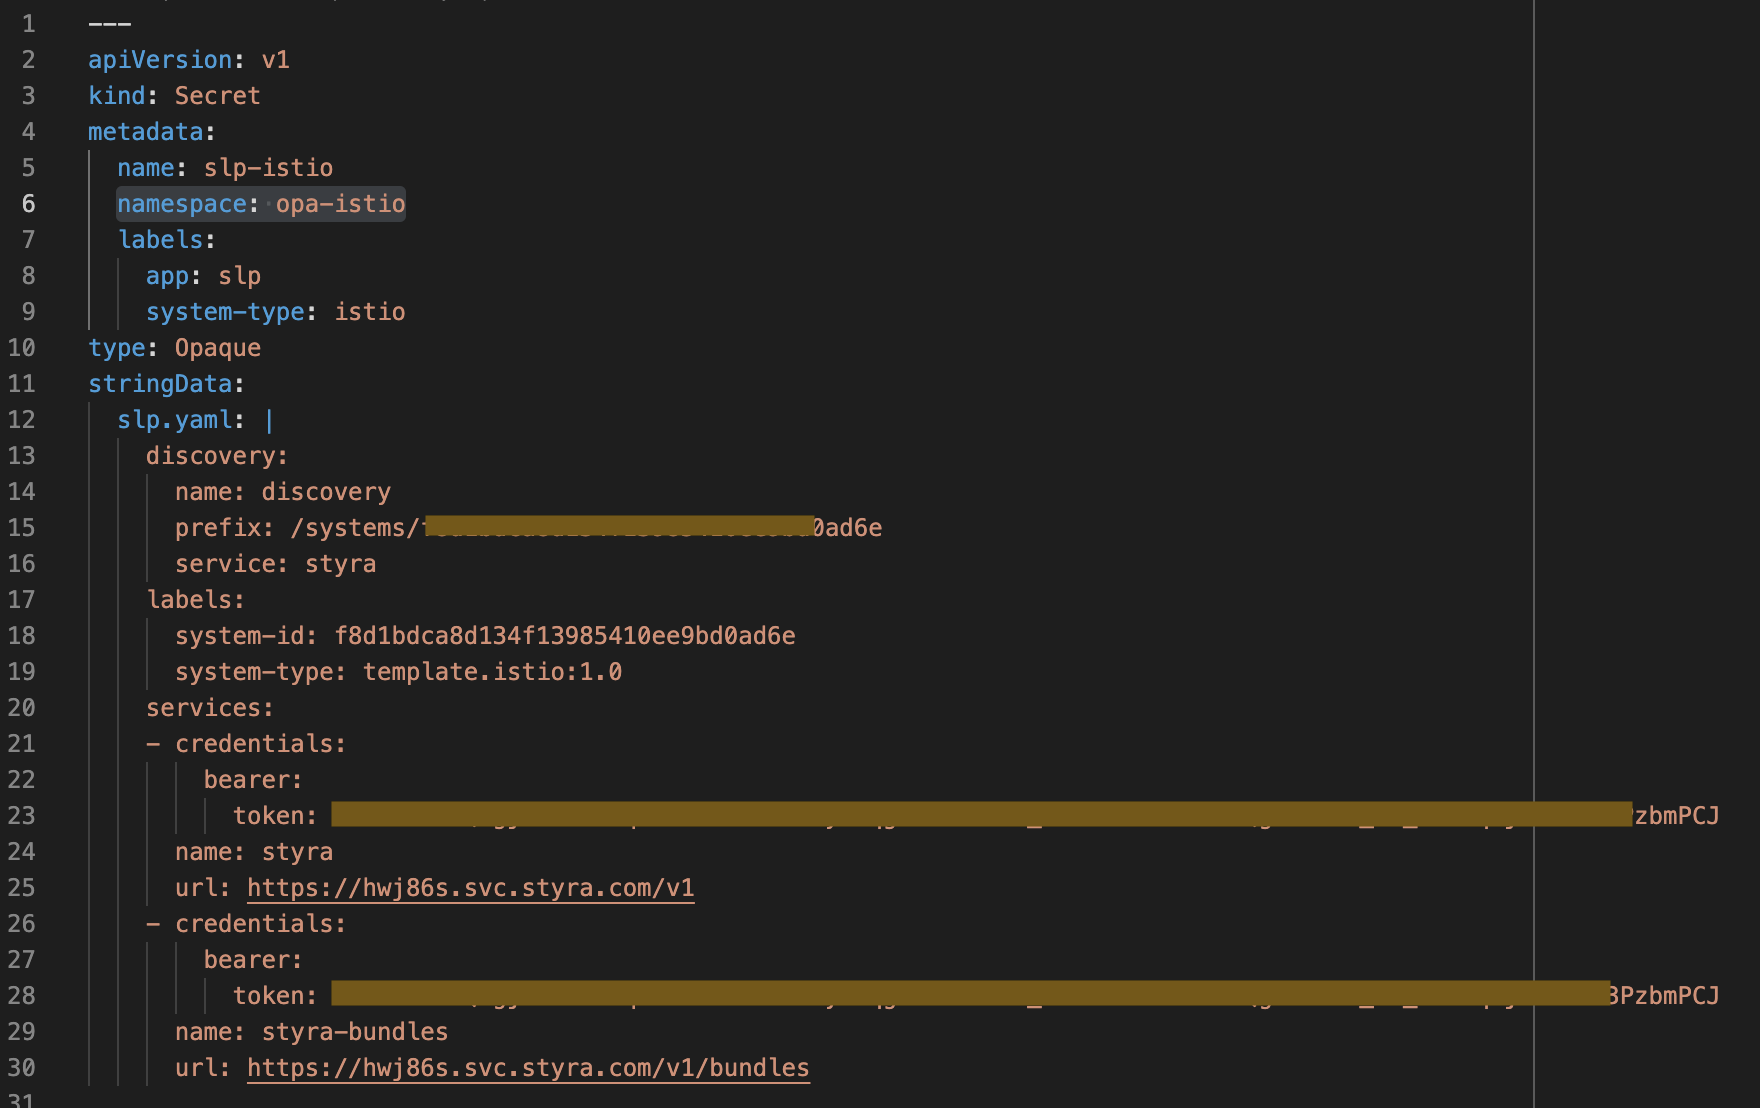 1 ---
2 apiVersion: v1
3 kind: Secret
4 metadata:
5 name: slp-istio
6 namespace: opa-istio
7 labels:
8 app: slp
9 system-type: istio
10 type: Opaque
11 stringData:
12 slp.yaml: |
13 discovery:
14 name: discovery
15 prefix: /systems/ 0ad6e
16 service: styra
17 labels:
18 system-id: f8d1bdca8d134f13985410ee9bd0ad6e
19 system-type: template.istio:1.0
20 services:
21 - credentials:
22 bearer:
23 token: zbmPCJ
24 name: styra
25 url: https://hwj86s.svc.styra.com/v1
26 - credentials:
27 bearer:
28 token: PzbmPCJ
29 name: styra-bundles
30 url: https://hwj86s.svc.styra.com/v1/bundles
31